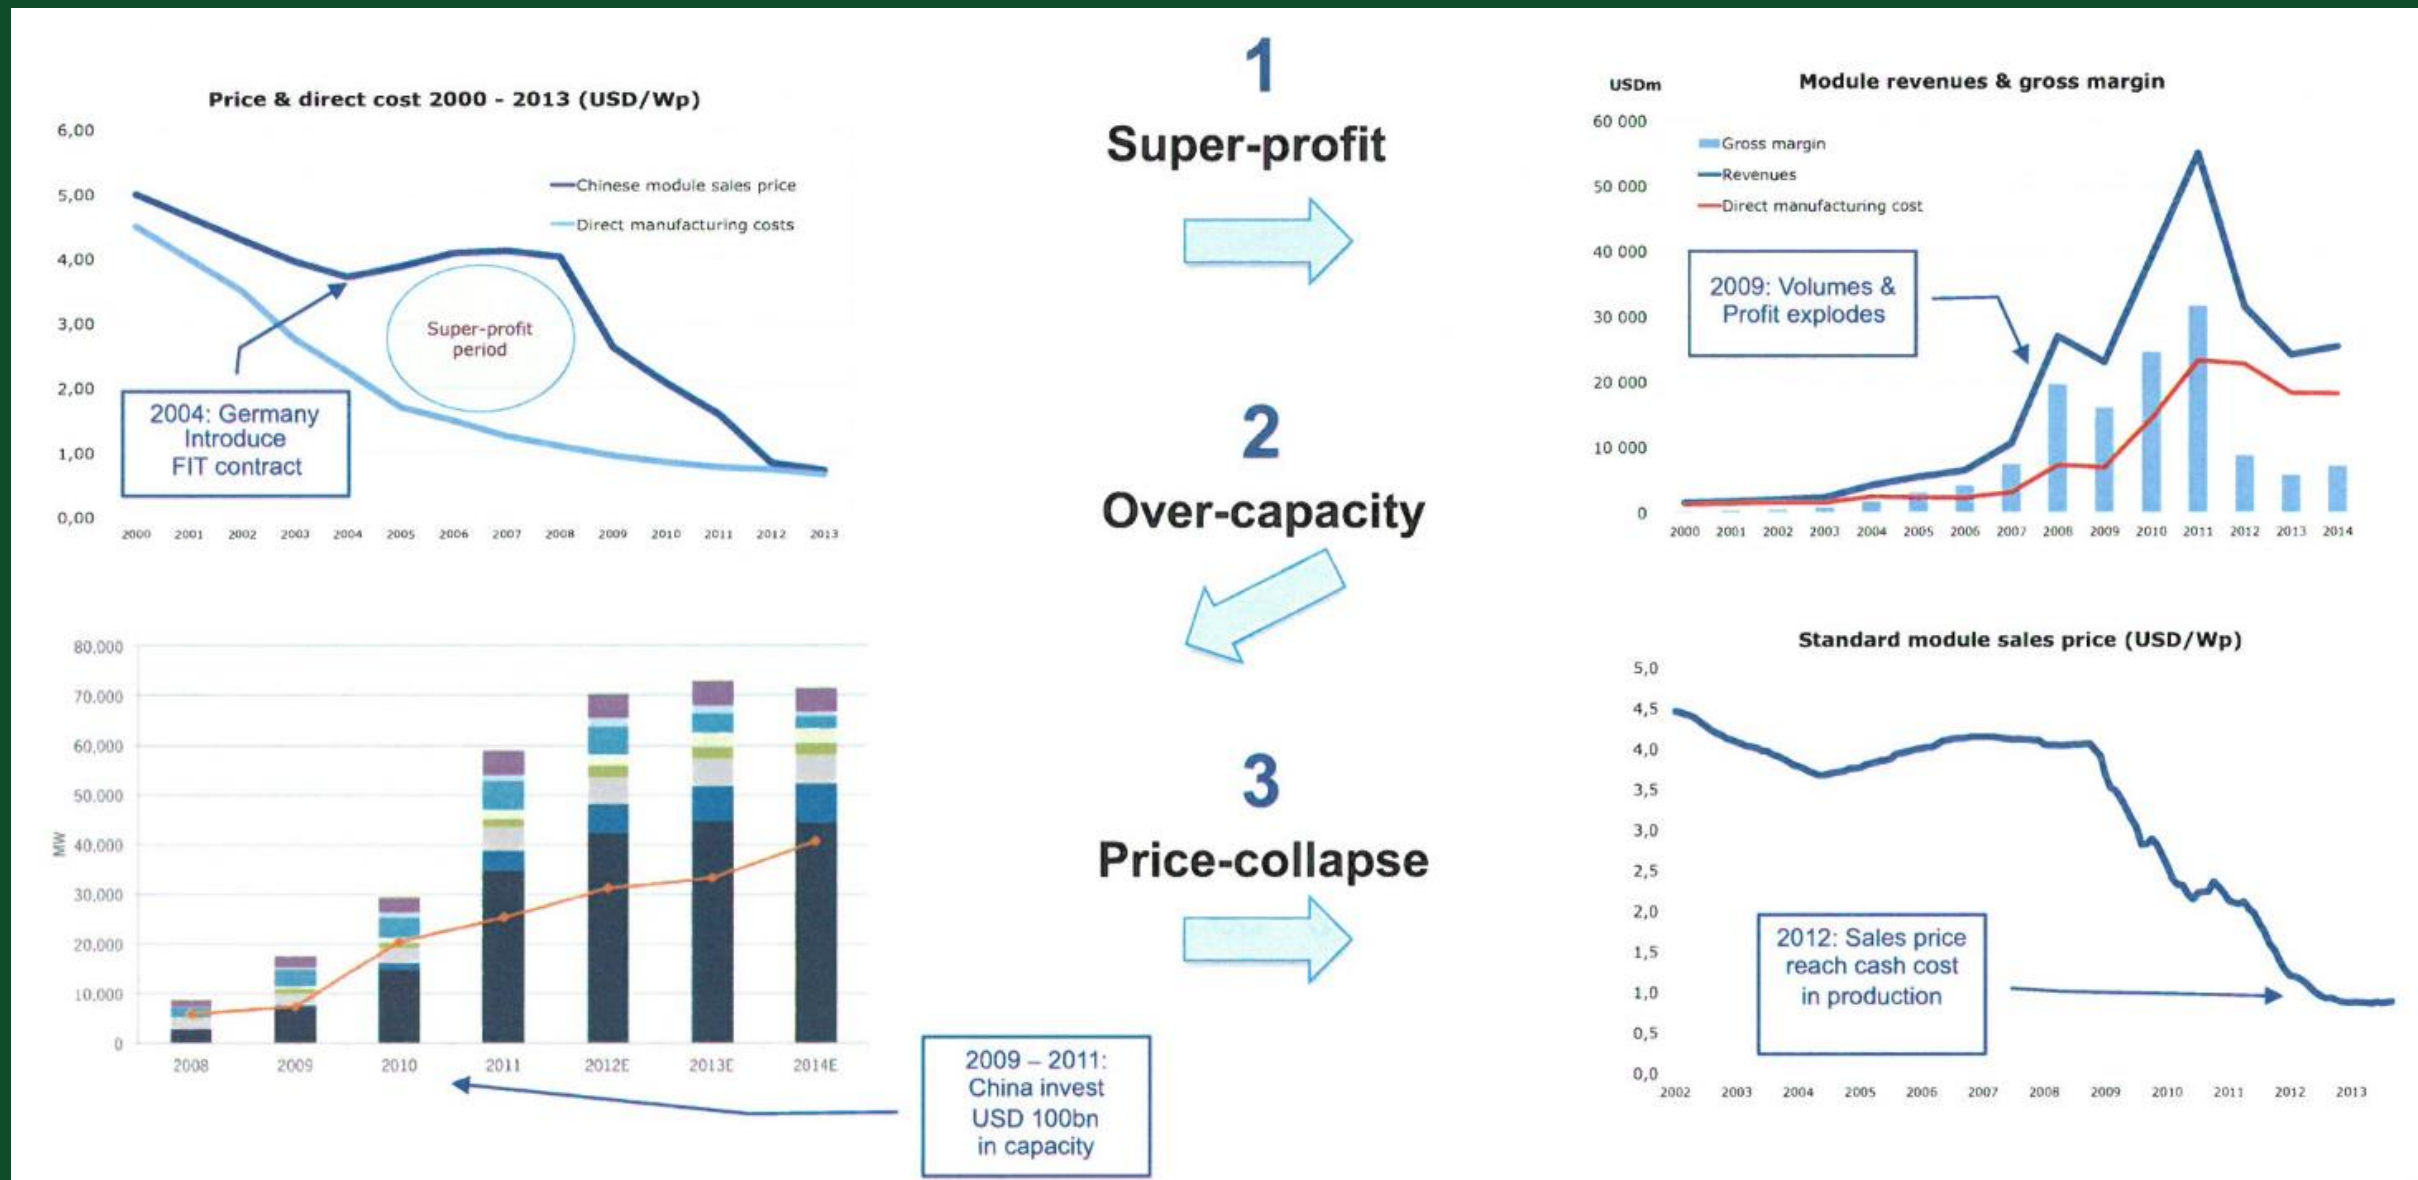 Price & direct cost 2000 - 2013 (USD/Wp)
6,00
5,00
4,00
3,00
2,00
1,00
0,00
Chinese module sales price
Direct manufacturing costs
Super-profit
period
2004: Germany
Introduce
FIT contract
2000 2001 2002 2003 2004 2005 2006 2007 2008 2009 2010 2011 2012 2013
1
Super-profit
USDm
Module revenues & gross margin
60 000
50 000
40 000
30 000
20 000
10 000
0
Gross margin
Revenues
Direct manufacturing cost
2009: Volumes &
Profit explodes
2000 2001 2002 2003 2004 2005 2006 2007 2008 2009 2010 2011 2012 2013 2014
2
Over-capacity
80,000
70,000
60,000
50,000
40,000
30,000
20,000
10,000
0
MW
2008 2009 2010 2011 2012E 2013E 2014E
2009 – 2011:
China invest
USD 100bn
in capacity
3
Price-collapse
Standard module sales price (USD/Wp)
5,0
4,5
4,0
3,5
3,0
2,5
2,0
1,5
1,0
0,5
0,0
2012: Sales price
reach cash cost
in production
2002 2003 2004 2005 2006 2007 2008 2009 2010 2011 2012 2013